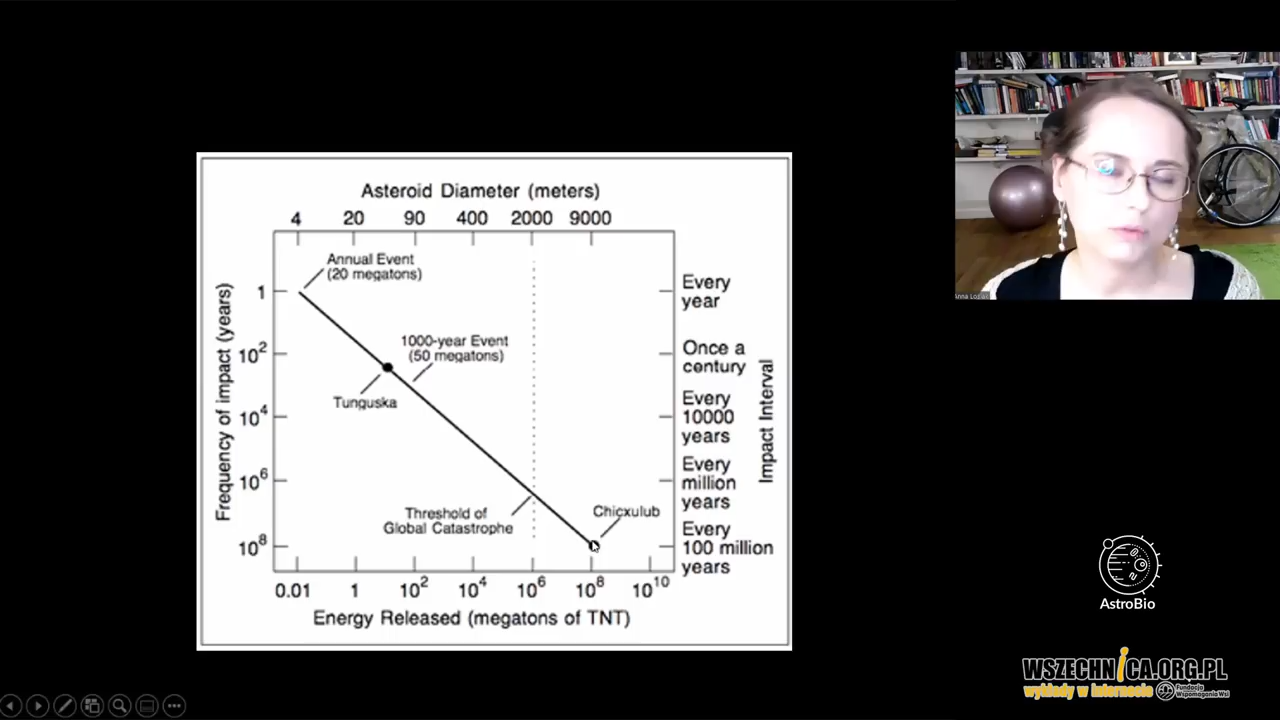 Asteroid Diameter (meters)
4 20 90 400 2000 9000
Annual Event
(20 megatons)
1000-year Event
(50 megatons)
Tunguska
Threshold of
Global Catastrophe
Chicxulub
Frequency of impact (years)
1
10²
10⁴
10⁶
10⁸
Every
year
Once a
century
Every
10000
years
Every
million
years
Every
100 million
years
Impact Interval
0.01 1 10² 10⁴ 10⁶ 10⁸ 10¹⁰
Energy Released (megatons of TNT)
AstroBio
WSZECHNICA.ORG.PL
wykłady w internecie
Fundacja
Wspomagania Wsi